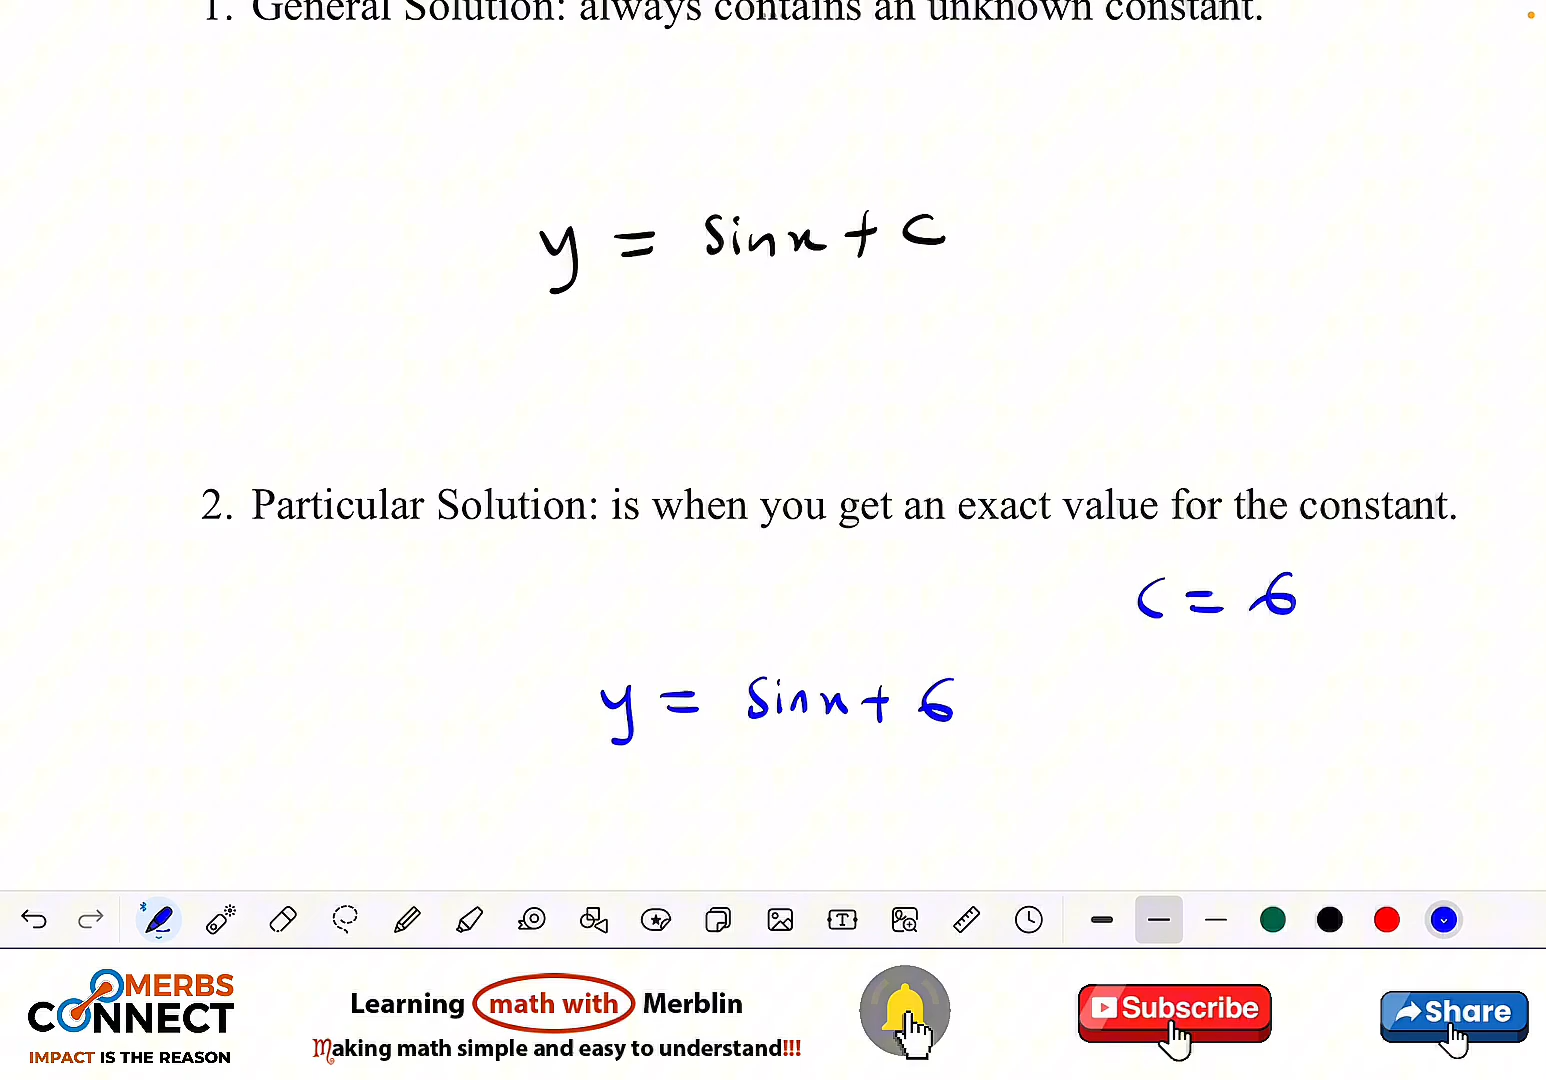 1. General Solution: always contains an unknown constant.
y = sinx + c
2. Particular Solution: is when you get an exact value for the constant.
c = 6
y = sinx + 6
T
MERBS
CONNECT
IMPACT IS THE REASON
Learning math with Merblin
Making math simple and easy to understand!!!
Subscribe
Share